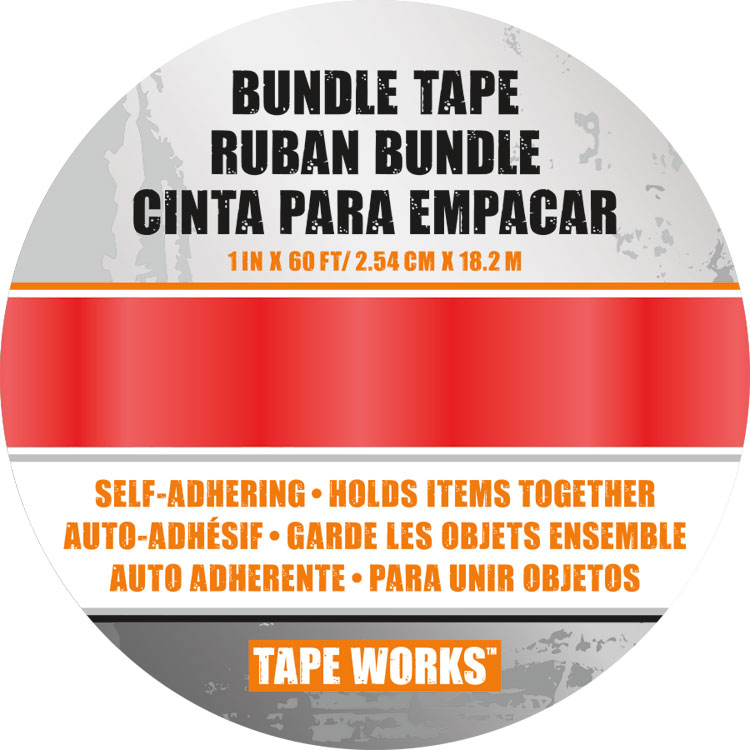 BUNDLE TAPE
RUBAN BUNDLE
CINTA PARA EMPACAR
1 IN X 60 FT/ 2.54 CM X 18.2 M
SELF-ADHERING • HOLDS ITEMS TOGETHER
AUTO-ADHÉSIF • GARDE LES OBJETS ENSEMBLE
AUTO ADHERENTE • PARA UNIR OBJETOS
TAPE WORKS™